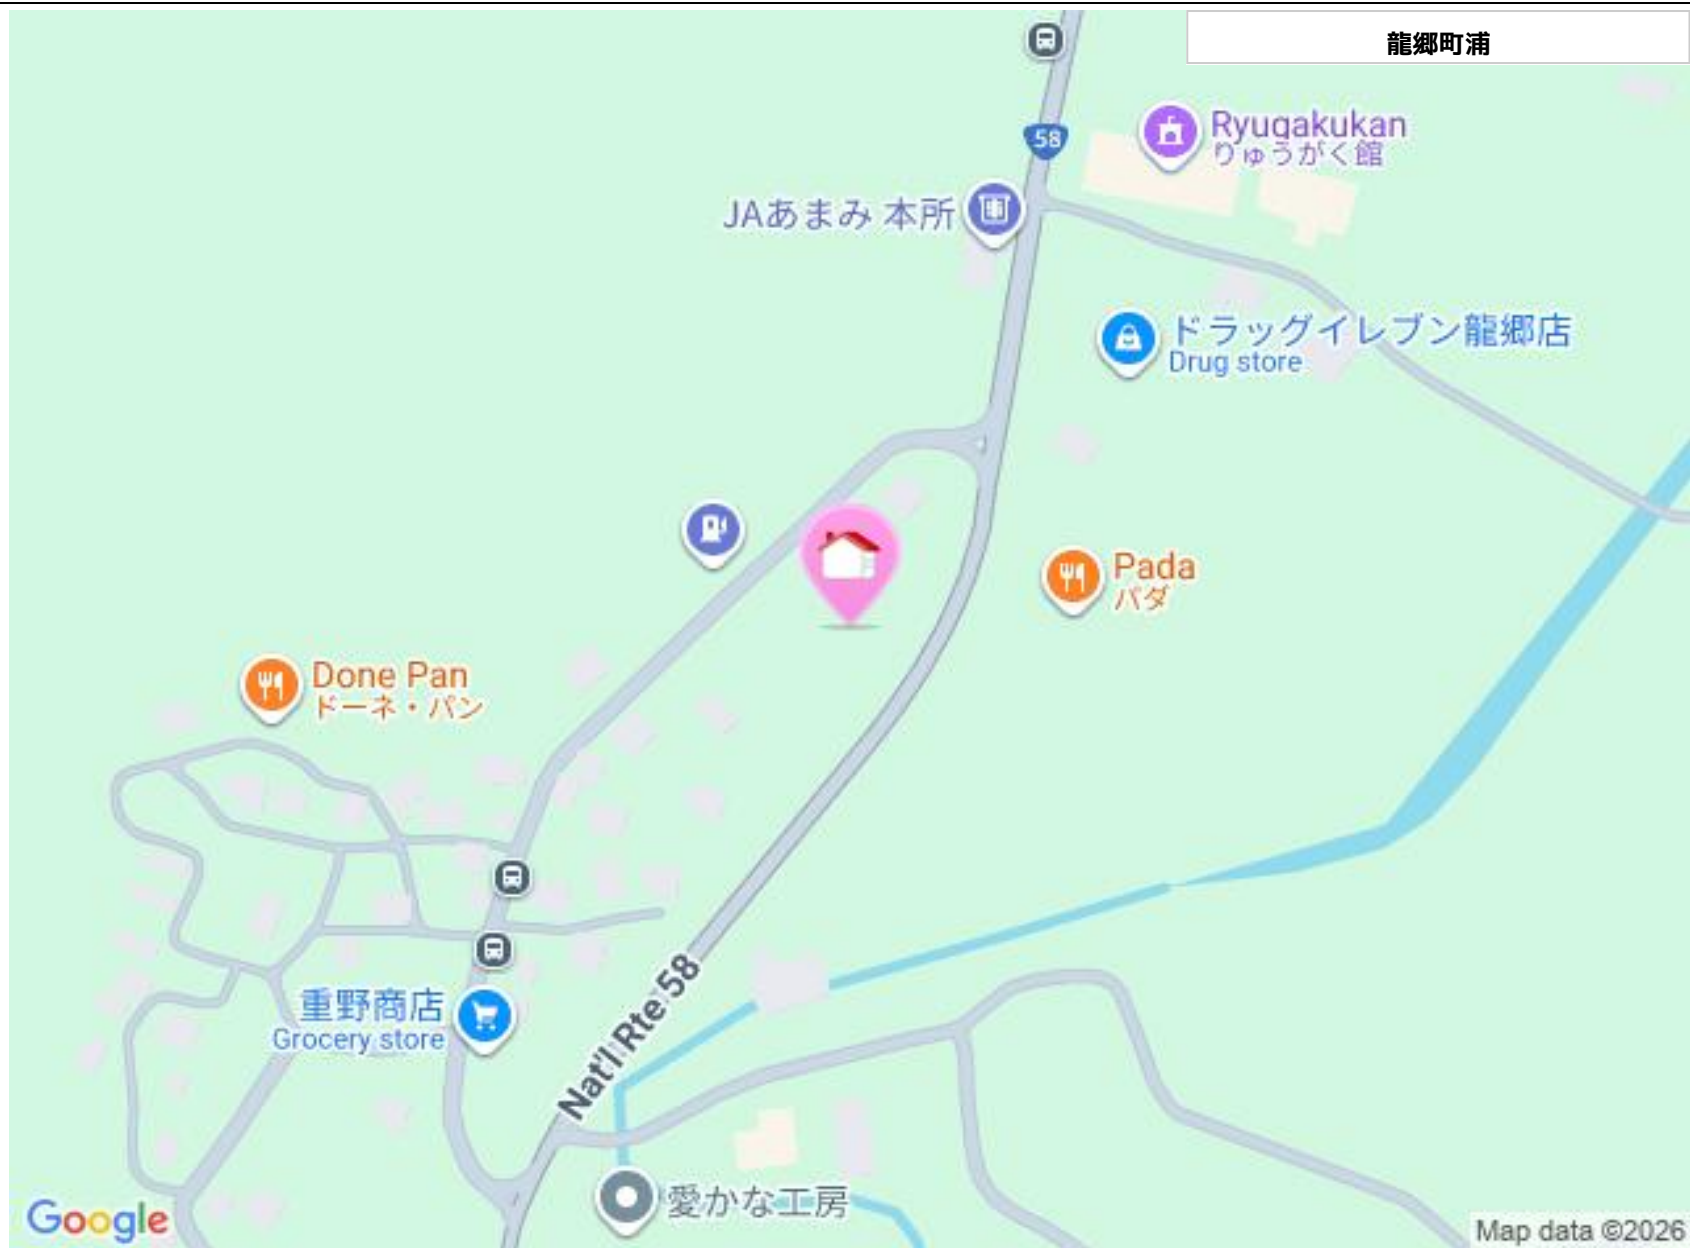 龍郷町浦
58
Ryugakukan
りゅうがく館
JAあまみ 本所
ドラッグイレブン龍郷店
Drug store
Pada
パダ
Done Pan
ドーネ・パン
重野商店
Grocery store
Nat'l Rte 58
愛かな工房
Google
Map data ©2026